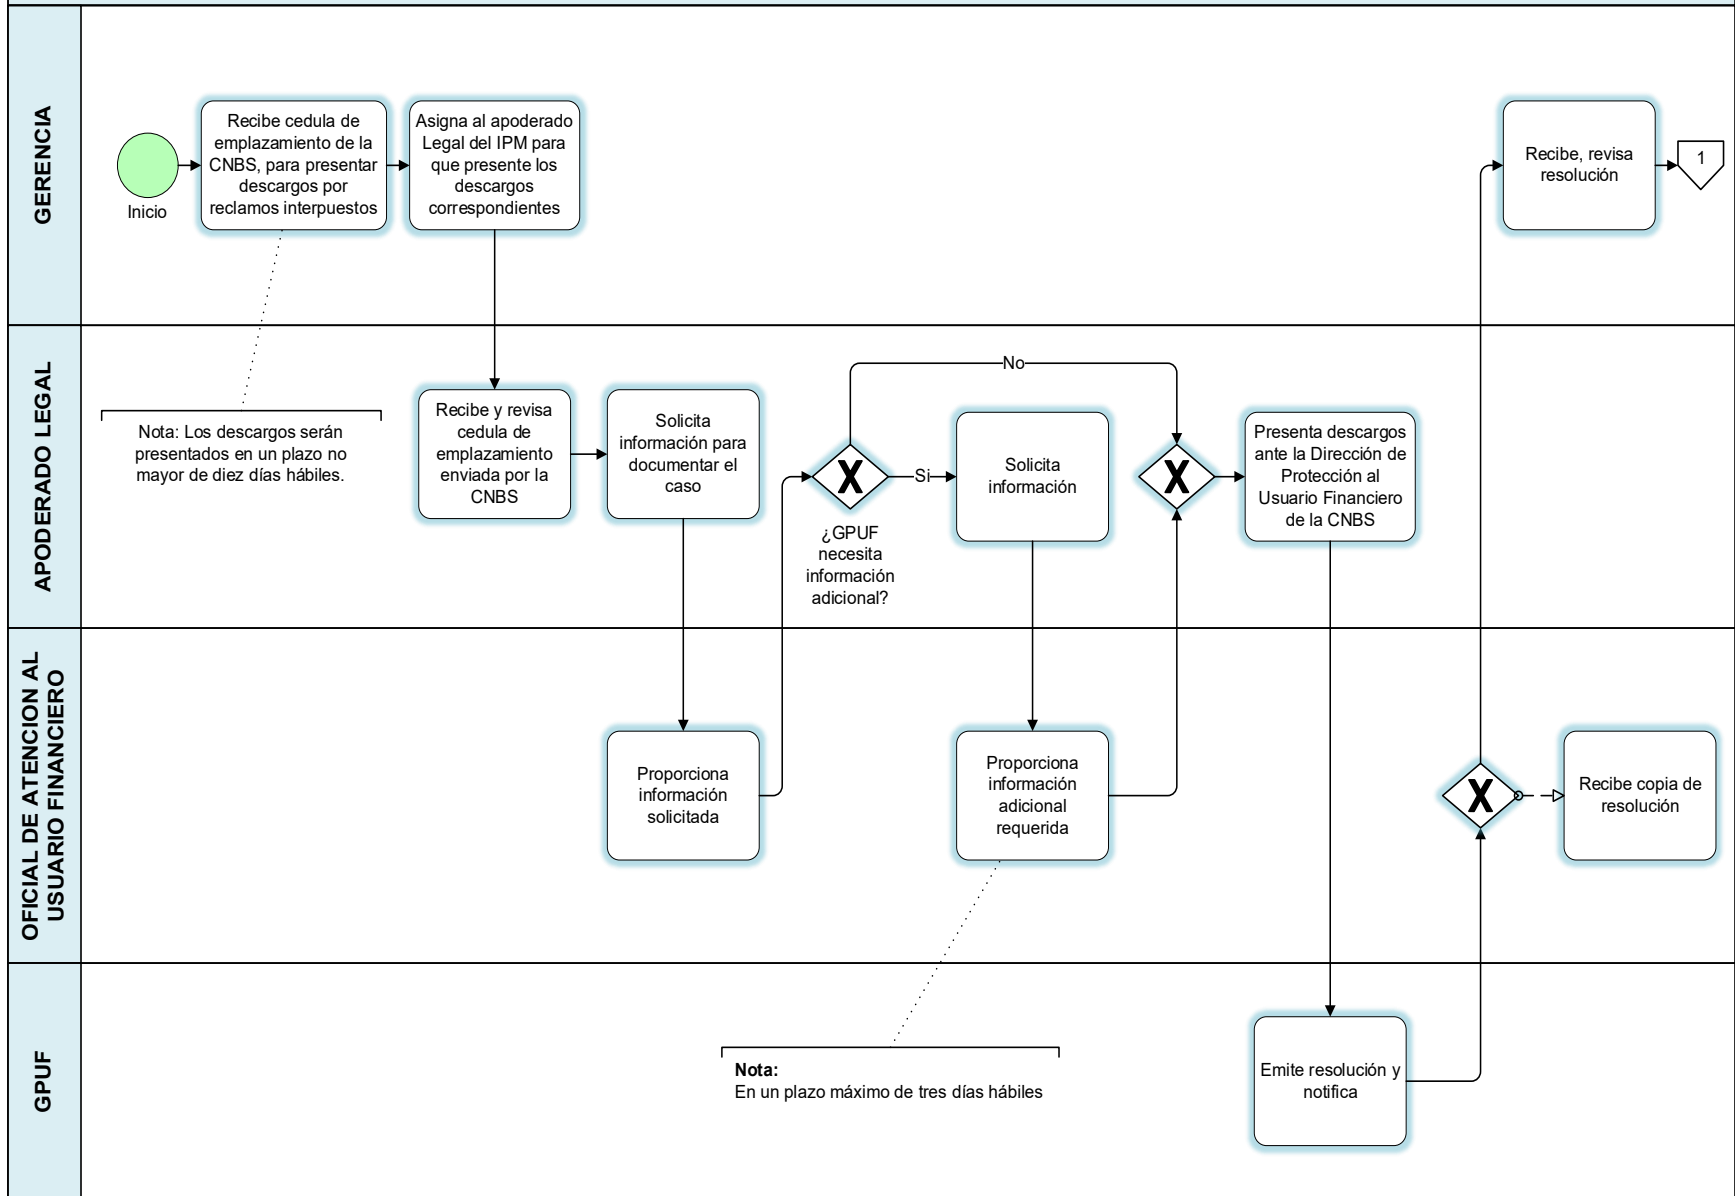 GERENCIA
Inicio
Recibe cedula de
emplazamiento de la
CNBS, para presentar
descargos por
reclamos interpuestos
Asigna al apoderado
Legal del IPM para
que presente los
descargos
correspondientes
Recibe, revisa
resolución
1
APODERADO LEGAL
Nota: Los descargos serán
presentados en un plazo no
mayor de diez días hábiles.
Recibe y revisa
cedula de
emplazamiento
enviada por la
CNBS
Solicita
información para
documentar el
caso
No
¿GPUF
necesita
información
adicional?
Si
Solicita
información
Presenta descargos
ante la Dirección de
Protección al
Usuario Financiero
de la CNBS
OFICIAL DE ATENCION AL
USUARIO FINANCIERO
Proporciona
información
solicitada
Proporciona
información
adicional
requerida
Recibe copia de
resolución
GPUF
Nota:
En un plazo máximo de tres días hábiles
Emite resolución y
notifica